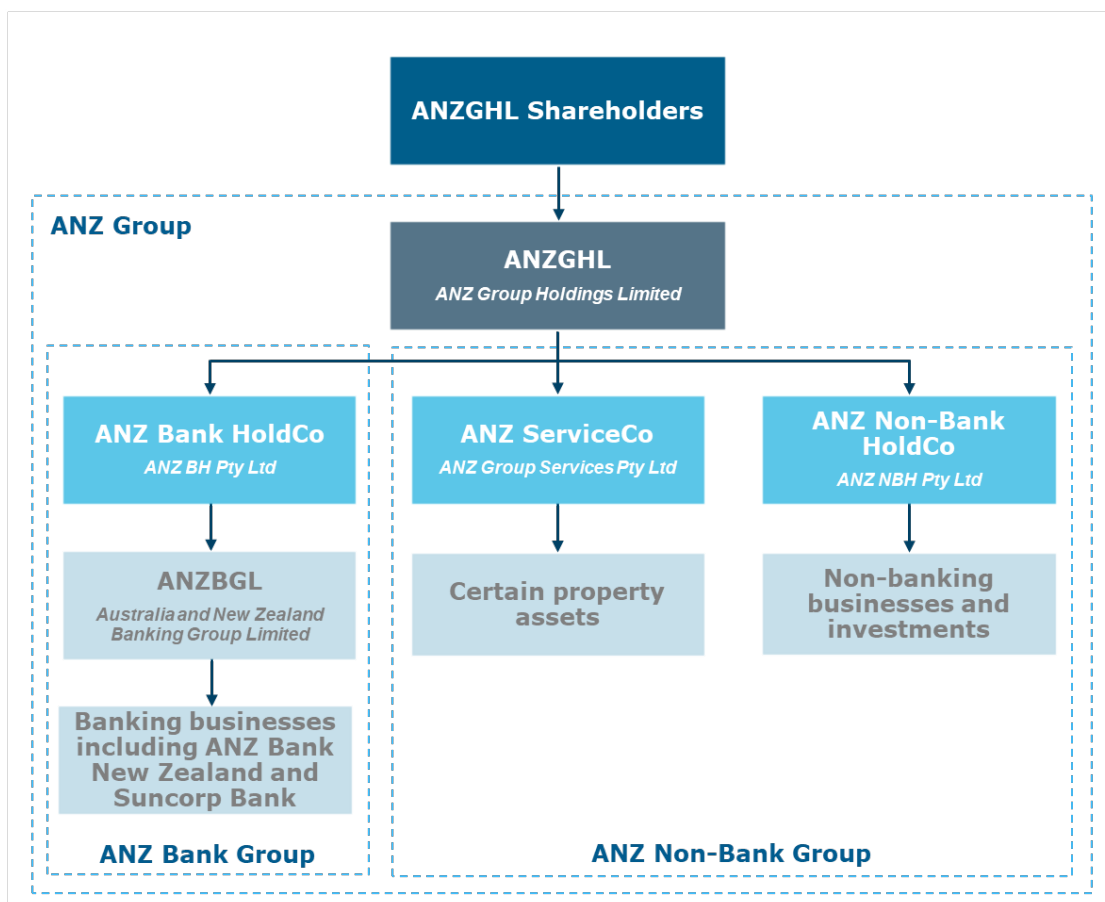 ANZGHL Shareholders
ANZ Group
ANZGHL
ANZ Group Holdings Limited
ANZ Bank HoldCo
ANZ BH Pty Ltd
ANZ ServiceCo
ANZ Group Services Pty Ltd
ANZ Non-Bank
HoldCo
ANZ NBH Pty Ltd
ANZBGL
Australia and New Zealand
Banking Group Limited
Certain property
assets
Non-banking
businesses and
investments
Banking businesses
including ANZ Bank
New Zealand and
Suncorp Bank
ANZ Bank Group
ANZ Non-Bank Group